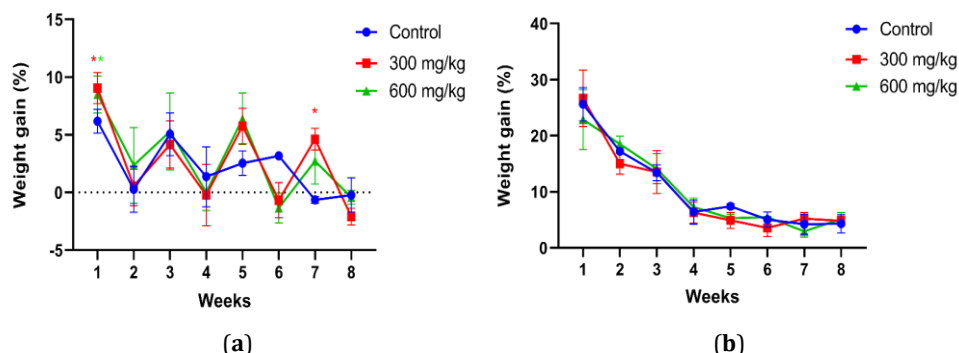 15
10
5
0
-5
Weight gain (%)
* *
*
Control
300 mg/kg
600 mg/kg
1 2 3 4 5 6 7 8
Weeks
(a)
40
30
20
10
0
Weight gain (%)
Control
300 mg/kg
600 mg/kg
1 2 3 4 5 6 7 8
Weeks
(b)